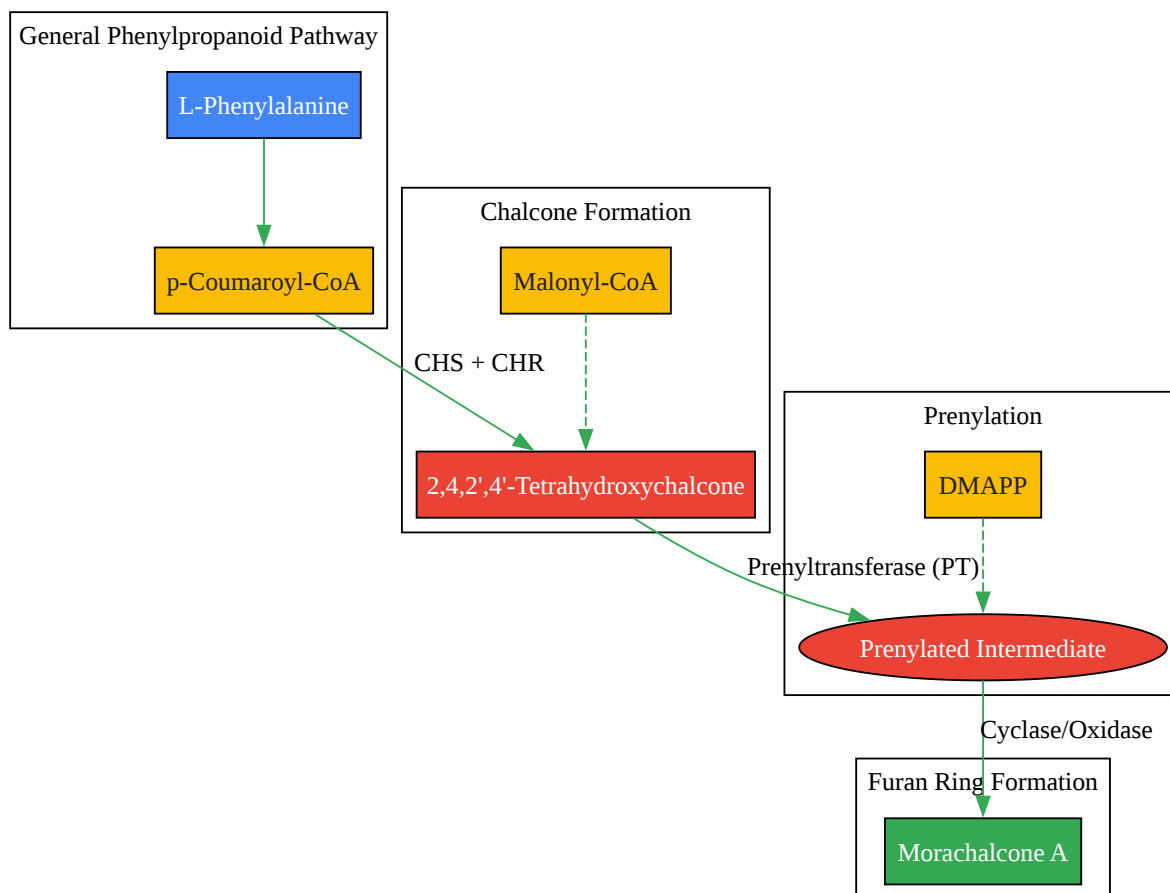 General Phenylpropanoid Pathway
L-Phenylalanine
p-Coumaroyl-CoA
Chalcone Formation
Malonyl-CoA
CHS + CHR
2,4,2',4'-Tetrahydroxychalcone
Prenylation
DMAPP
Prenyltransferase (PT)
Prenylated Intermediate
Cyclase/Oxidase
Furan Ring Formation
Morachalcone A